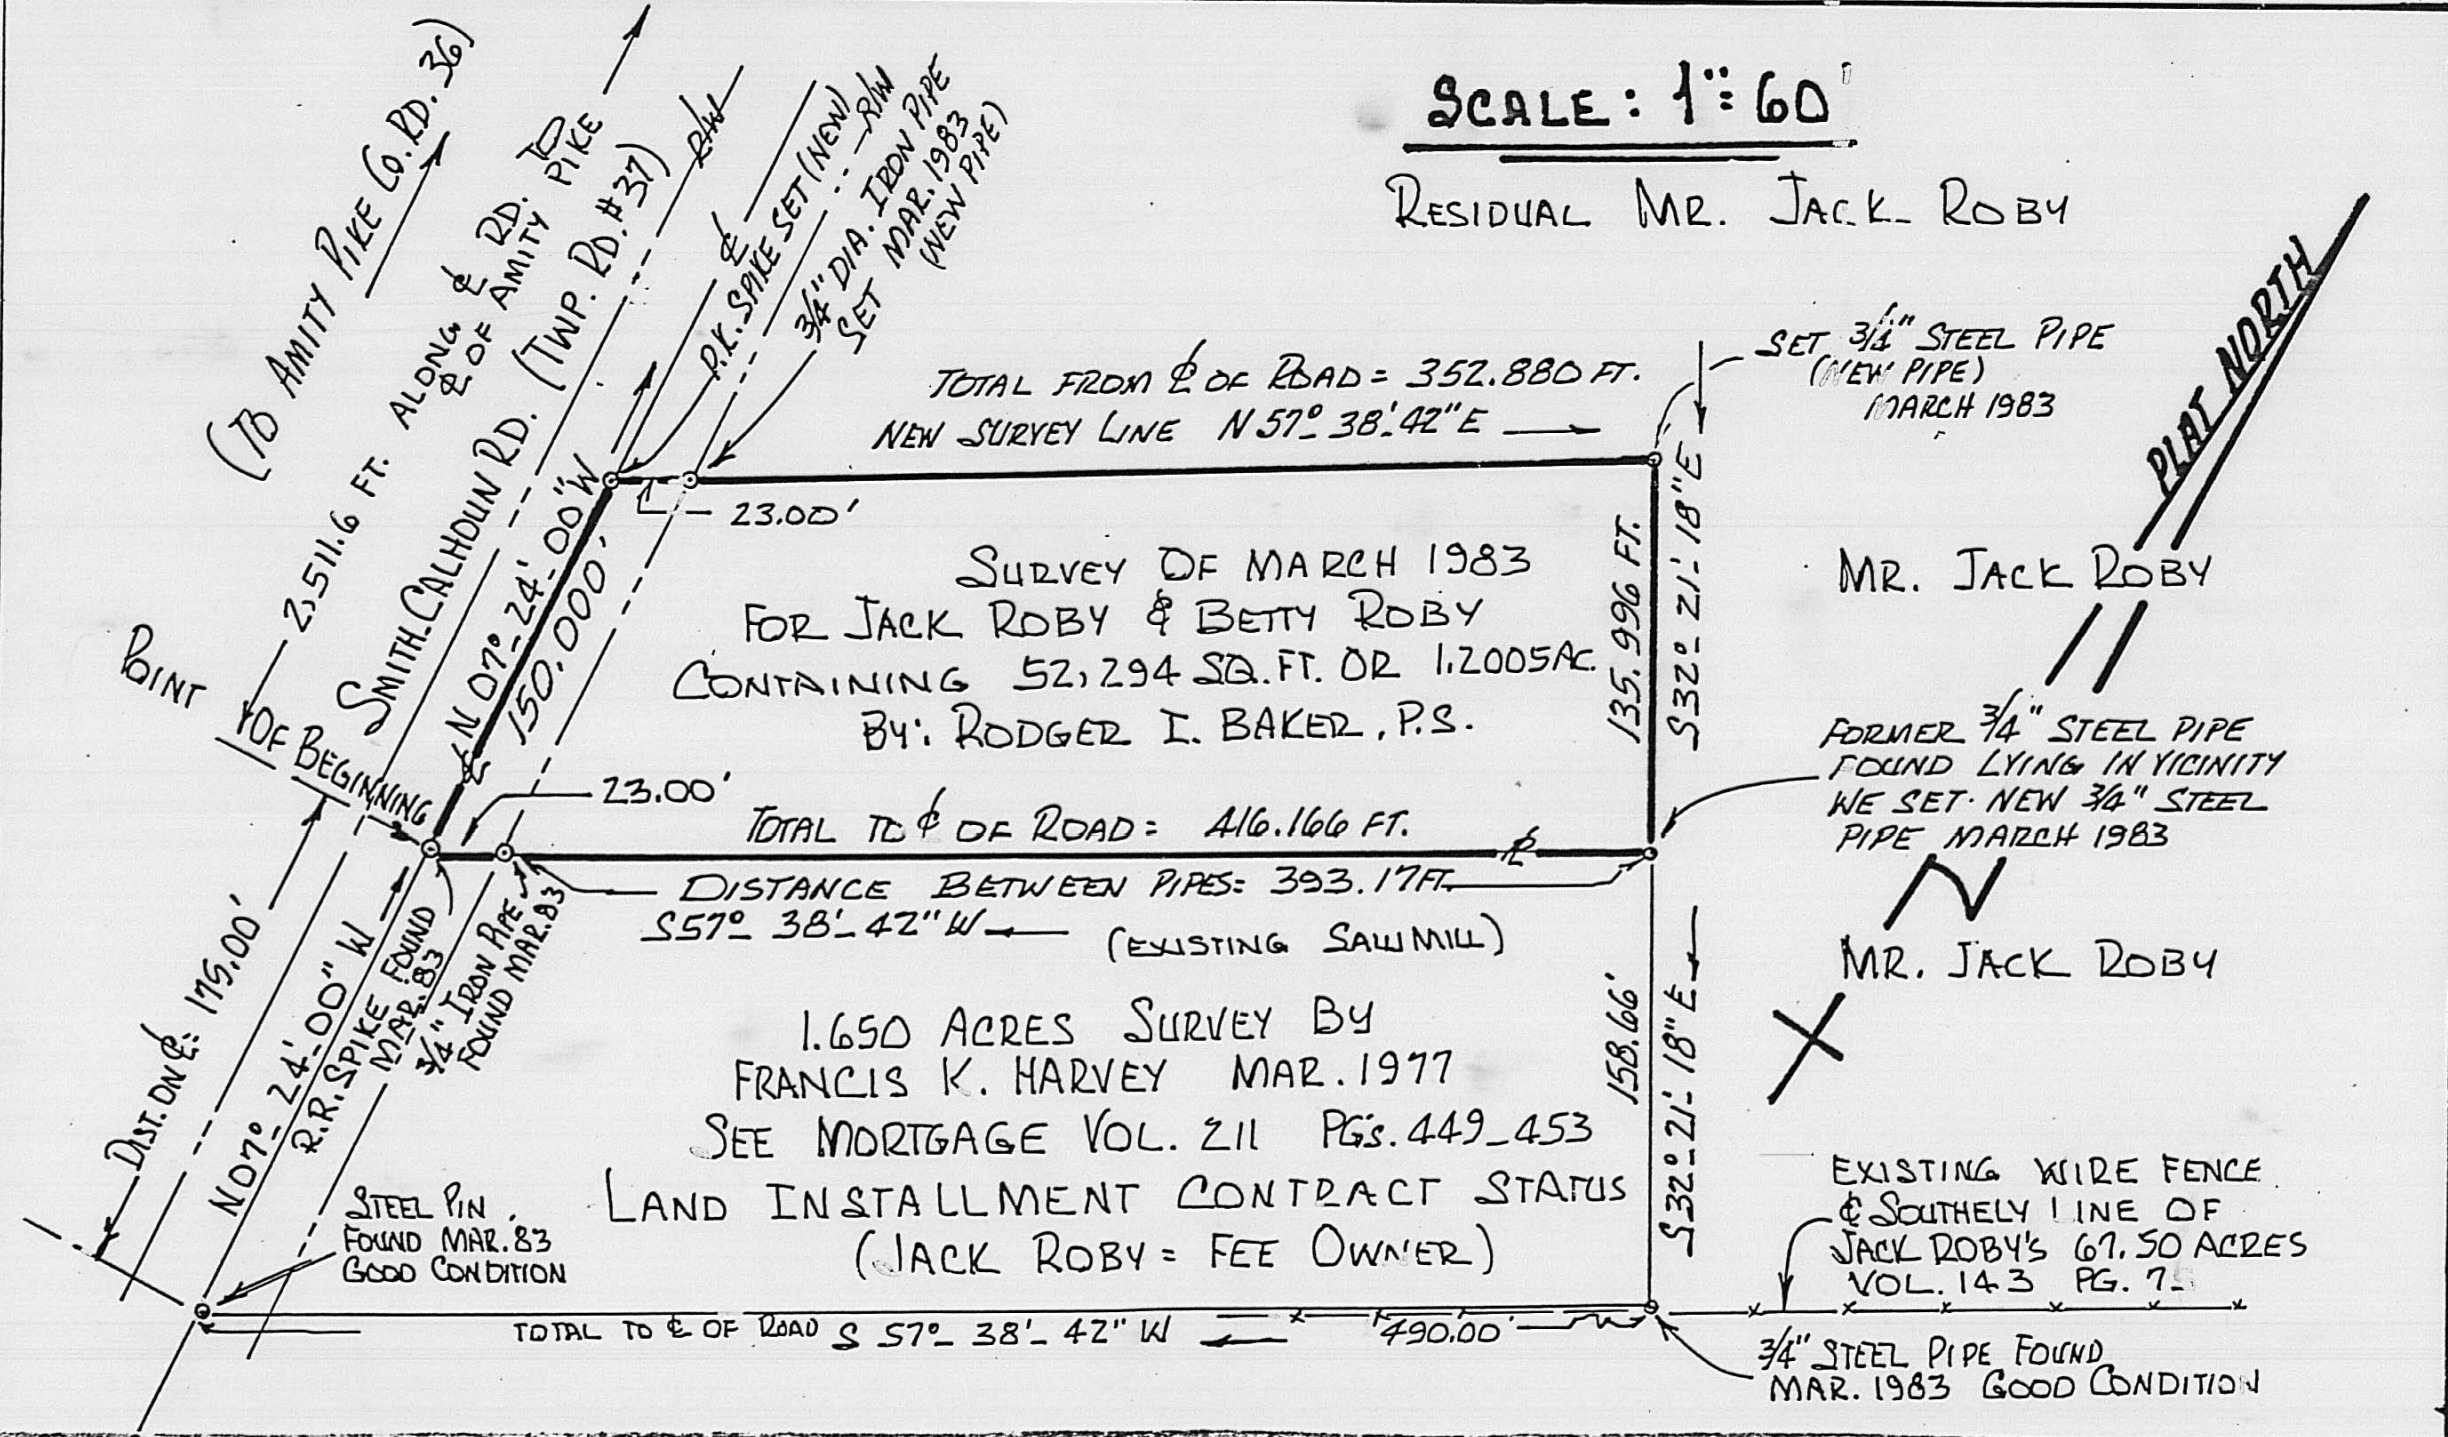 SCALE: 1"= 60'
RESIDUAL MR. JACK ROBY
(TO AMITY PIKE CO. RD. 36)
2,511.6 FT. ALONG ℄ RD. TO
℄ OF AMITY PIKE
SMITH-CALHOUN RD. (TWP. RD. #37)
R/W
℄
P.K. SPIKE SET (NEW)
R/W
3/4" DIA. IRON PIPE
SET MAR. 1983
(NEW PIPE)
PLAT NORTH
SET 3/4" STEEL PIPE
(NEW PIPE)
MARCH 1983
TOTAL FROM ℄ OF ROAD = 352.880 FT.
NEW SURVEY LINE N 57°-38'-42" E
23.00'
N 07°-24'-00" W
150.000'
℄
SURVEY OF MARCH 1983
FOR JACK ROBY & BETTY ROBY
CONTAINING 52,294 SQ. FT. OR 1.2005 AC.
BY: RODGER I. BAKER, P.S.
135.996 FT.
S 32°-21'-18" E
MR. JACK ROBY
POINT
OF BEGINNING
23.00'
TOTAL TO ℄ OF ROAD = 416.166 FT.
℄
DISTANCE BETWEEN PIPES = 393.17 FT.
S 57°-38'-42" W
(EXISTING SAWMILL)
FORMER 3/4" STEEL PIPE
FOUND LYING IN VICINITY
WE SET NEW 3/4" STEEL
PIPE MARCH 1983
N
MR. JACK ROBY
X
DIST. ON ℄: 175.00'
N 07°-24'-00" W
R.R. SPIKE FOUND
MAR. 83
3/4" IRON PIPE
FOUND MAR. 83
1.650 ACRES SURVEY BY
FRANCIS K. HARVEY MAR. 1977
SEE MORTGAGE VOL. 211 PG's. 449-453
LAND INSTALLMENT CONTRACT STATUS
(JACK ROBY = FEE OWNER)
158.66'
S 32°-21'-18" E
STEEL PIN
FOUND MAR. 83
GOOD CONDITION
EXISTING WIRE FENCE
& SOUTHELY LINE OF
JACK ROBY'S 67.50 ACRES
VOL. 143 PG. 7
TOTAL TO ℄ OF ROAD S 57°-38'-42" W 490.00'
3/4" STEEL PIPE FOUND
MAR. 1983 GOOD CONDITION